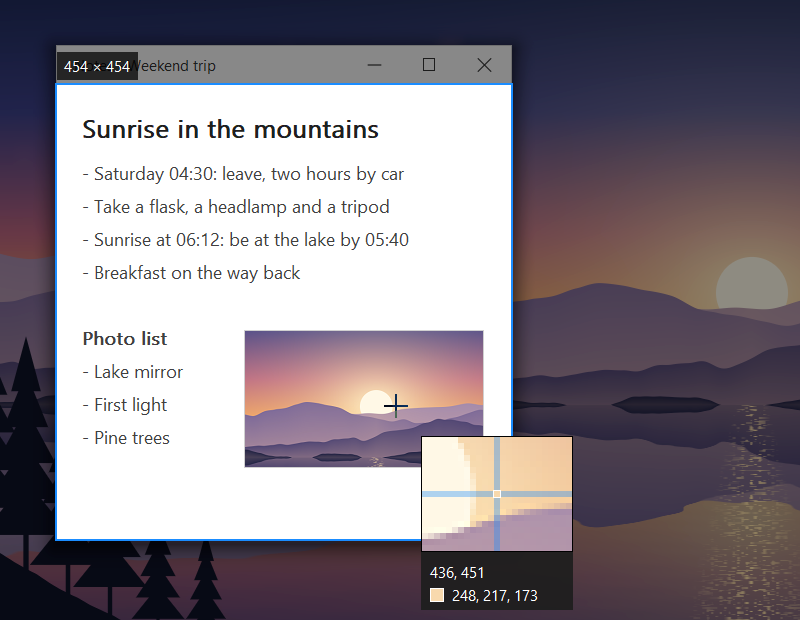 454 × 454
Weekend trip
Sunrise in the mountains
- Saturday 04:30: leave, two hours by car
- Take a flask, a headlamp and a tripod
- Sunrise at 06:12: be at the lake by 05:40
- Breakfast on the way back
Photo list
- Lake mirror
- First light
- Pine trees
436, 451
248, 217, 173